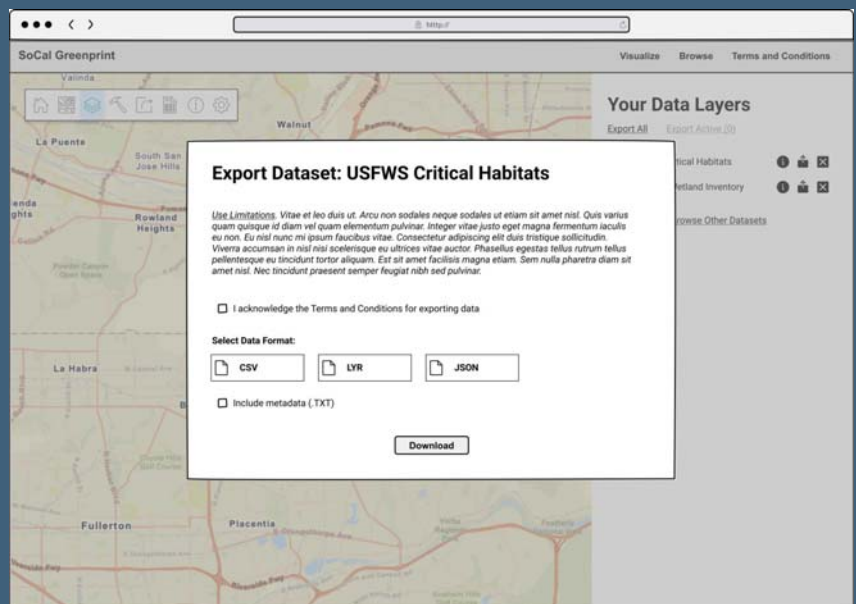 http://
SoCal Greenprint
Visualize Browse Terms and Conditions
Valinda
Your Data Layers
Walnut
Export All Export Active (0)
La Puente
South San
Jose Hills
Export Dataset: USFWS Critical Habitats
tical Habitats
etland Inventory
Rowland
Heights
rowse Other Datasets
Use Limitations. Vitae et leo duis ut. Arcu non sodales neque sodales ut etiam sit amet nisl. Quis varius
quam quisque id diam vel quam elementum pulvinar. Integer vitae justo eget magna fermentum iaculis
eu non. Eu nisl nunc mi ipsum faucibus vitae. Consectetur adipiscing elit duis tristique sollicitudin.
Viverra accumsan in nisl nisi scelerisque eu ultrices vitae auctor. Phasellus egestas tellus rutrum tellus
pellentesque eu tincidunt tortor aliquam. Est sit amet facilisis magna etiam. Sem nulla pharetra diam sit
amet nisl. Nec tincidunt praesent semper feugiat nibh sed pulvinar.
I acknowledge the Terms and Conditions for exporting data
Select Data Format:
La Habra
CSV LYR JSON
Include metadata (.TXT)
Download
Fullerton
Placentia